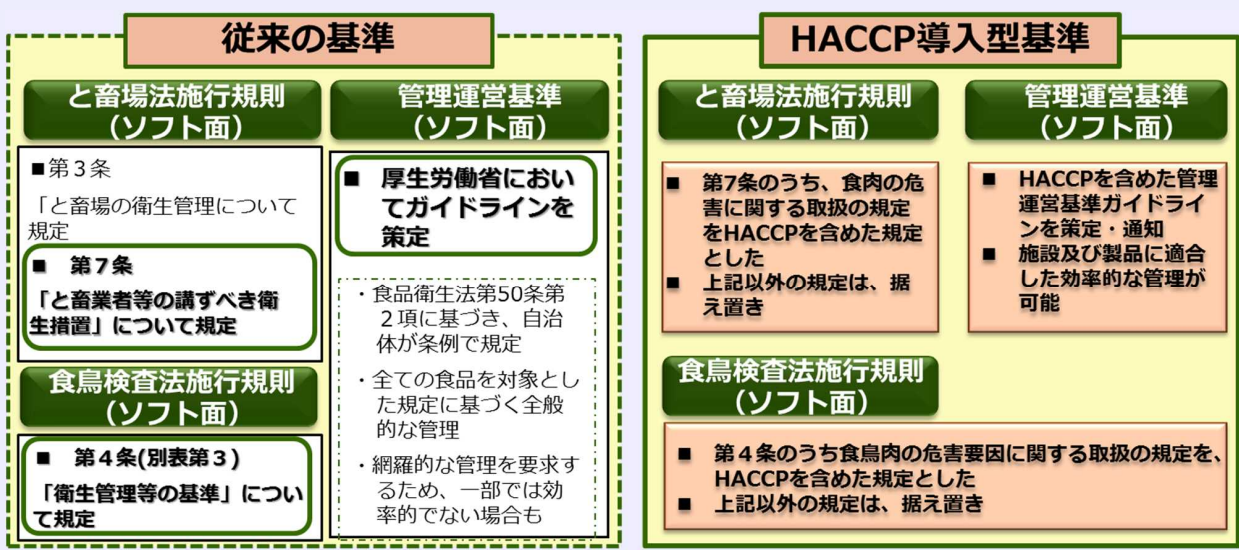 従来の基準
と畜場法施行規則
（ソフト面）
■第３条
「と畜場の衛生管理について
規定
■ 第７条
「と畜業者等の講ずべき衛
生措置」について規定
食鳥検査法施行規則
（ソフト面）
■ 第４条(別表第３)
「衛生管理等の基準」につい
て規定
管理運営基準
（ソフト面）
■ 厚生労働省におい
てガイドラインを
策定
・食品衛生法第50条第
２項に基づき、自治
体が条例で規定
・全ての食品を対象とし
た規定に基づく全般
的な管理
・網羅的な管理を要求す
るため、一部では効
率的でない場合も
HACCP導入型基準
と畜場法施行規則
（ソフト面）
■ 第7条のうち、食肉の危
害に関する取扱の規定
をHACCPを含めた規定
とした
■ 上記以外の規定は、据
え置き
管理運営基準
（ソフト面）
■ HACCPを含めた管理
運営基準ガイドライ
ンを策定・通知
■ 施設及び製品に適合
した効率的な管理が
可能
食鳥検査法施行規則
（ソフト面）
■ 第４条のうち食鳥肉の危害要因に関する取扱の規定を、
HACCPを含めた規定とした
■ 上記以外の規定は、据え置き